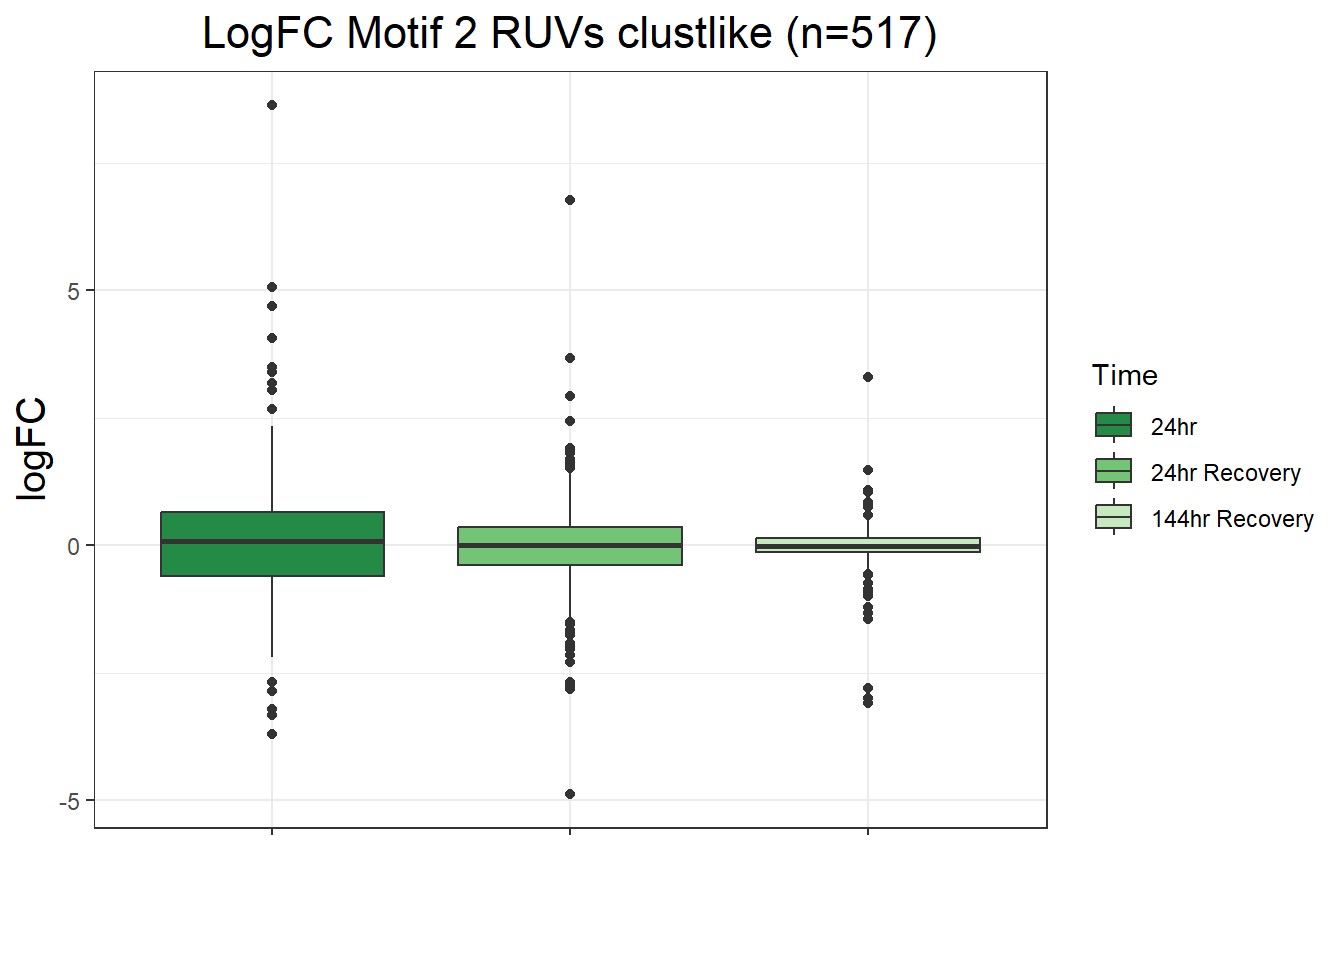 LogFC Motif 2 RUVs clustlike (n=517)
logFC
5
0
-5
Time
24hr
24hr Recovery
144hr Recovery